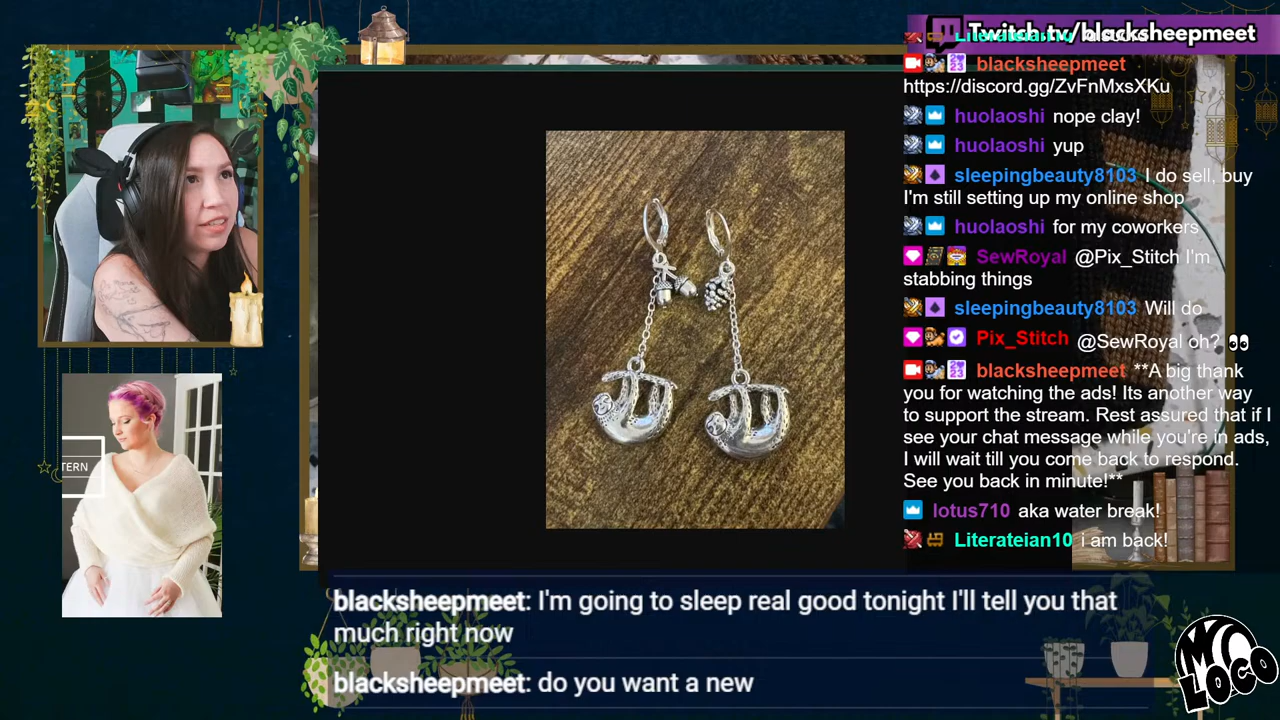 Twitch.tv/blacksheepmeet
blacksheepmeet
https://discord.gg/ZvFnMxsXKu
huolaoshi nope clay!
huolaoshi yup
sleepingbeauty8103 I do sell, buy
I'm still setting up my online shop
huolaoshi for my coworkers
SewRoyal @Pix_Stitch I'm
stabbing things
sleepingbeauty8103 Will do
Pix_Stitch @SewRoyal oh? 👀
blacksheepmeet **A big thank
you for watching the ads! Its another way
to support the stream. Rest assured that if I
see your chat message while you're in ads,
I will wait till you come back to respond.
See you back in minute!**
lotus710 aka water break!
Literateian10 i am back!
TERN
blacksheepmeet: I'm going to sleep real good tonight I'll tell you that
much right now
blacksheepmeet: do you want a new
MC
LOCO